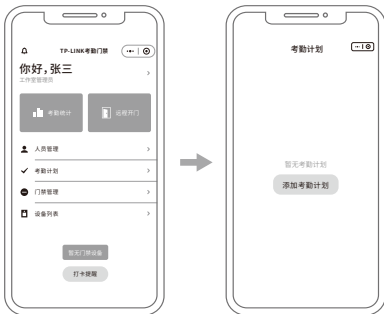 TP-LINK考勤门禁
你好,张三
工作室管理员
考勤统计
远程开门
人员管理
考勤计划
门禁管理
设备列表
暂无门禁设备
打卡提醒
考勤计划
暂无考勤计划
添加考勤计划